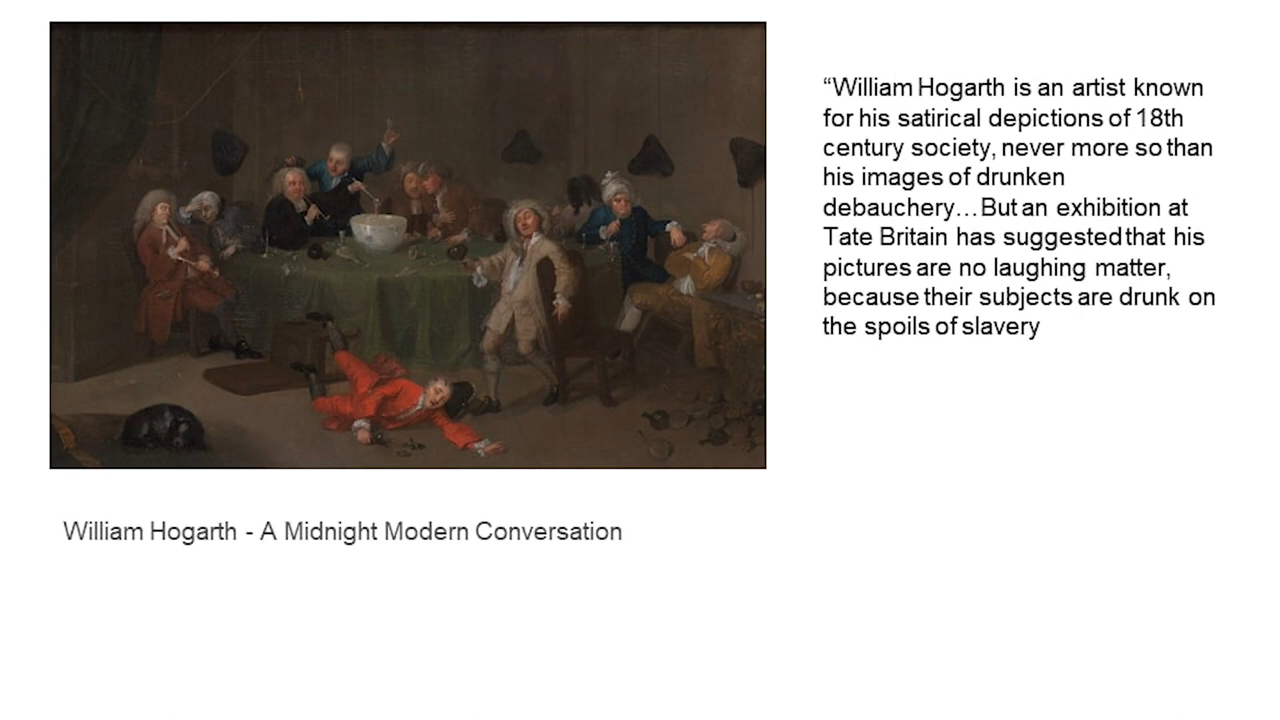 “William Hogarth is an artist known
for his satirical depictions of 18th
century society, never more so than
his images of drunken
debauchery…But an exhibition at
Tate Britain has suggested that his
pictures are no laughing matter,
because their subjects are drunk on
the spoils of slavery
William Hogarth - A Midnight Modern Conversation